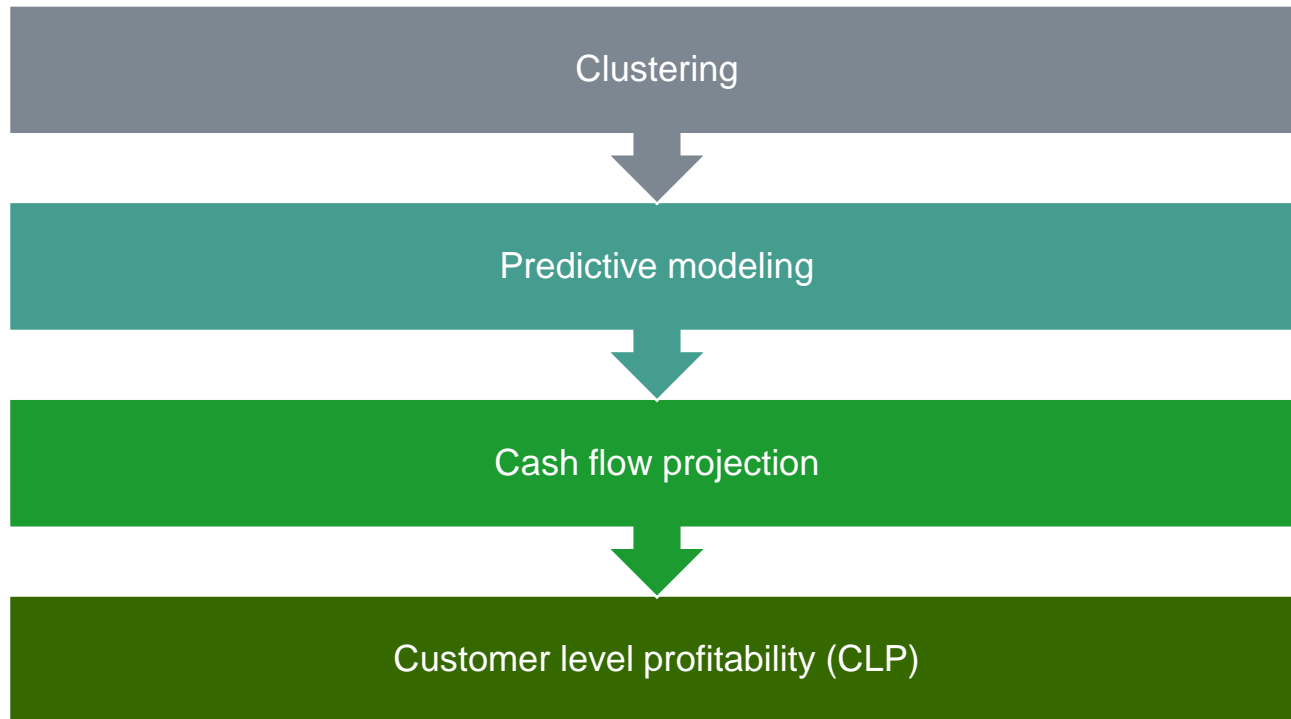 Clustering
Predictive modeling
Cash flow projection
Customer level profitability (CLP)